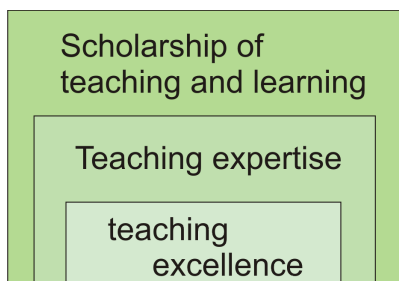 Scholarship of
teaching and learning
Teaching expertise
teaching
excellence